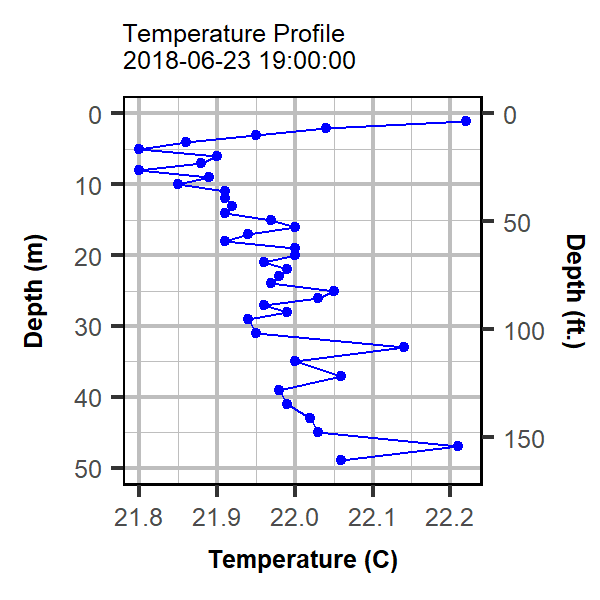 Temperature Profile
2018-06-23 19:00:00
0
10
20
30
40
50
Depth (m)
0
50
100
150
Depth (ft.)
21.8 21.9 22.0 22.1 22.2
Temperature (C)